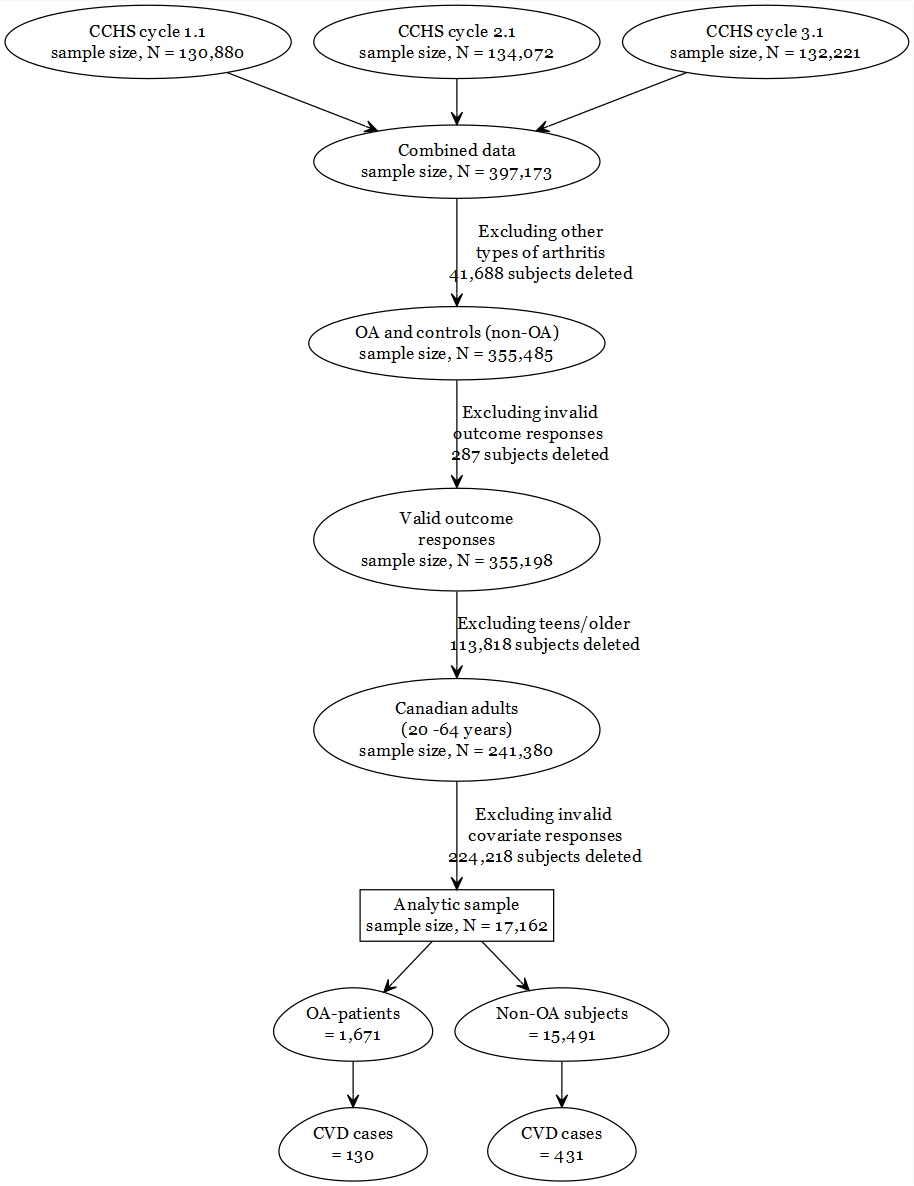 CCHS cycle 1.1
sample size, N = 130,880
CCHS cycle 2.1
sample size, N = 134,072
CCHS cycle 3.1
sample size, N = 132,221
Combined data
sample size, N = 397,173
Excluding other
types of arthritis
41,688 subjects deleted
OA and controls (non-OA)
sample size, N = 355,485
Excluding invalid
outcome responses
287 subjects deleted
Valid outcome
responses
sample size, N = 355,198
Excluding teens/older
113,818 subjects deleted
Canadian adults
(20 -64 years)
sample size, N = 241,380
Excluding invalid
covariate responses
224,218 subjects deleted
Analytic sample
sample size, N = 17,162
OA-patients
= 1,671
Non-OA subjects
= 15,491
CVD cases
= 130
CVD cases
= 431